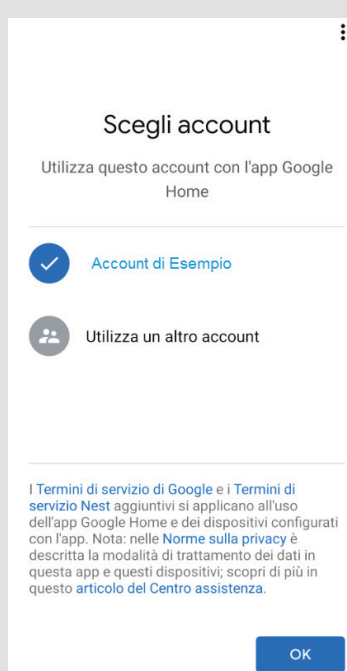 Scegli account
Utilizza questo account con l'app Google
Home
Account di Esempio
Utilizza un altro account
I Termini di servizio di Google e i Termini di
servizio Nest aggiuntivi si applicano all'uso
dell'app Google Home e dei dispositivi configurati
con l'app. Nota: nelle Norme sulla privacy è
descritta la modalità di trattamento dei dati in
questa app e questi dispositivi; scopri di più in
questo articolo del Centro assistenza.
OK